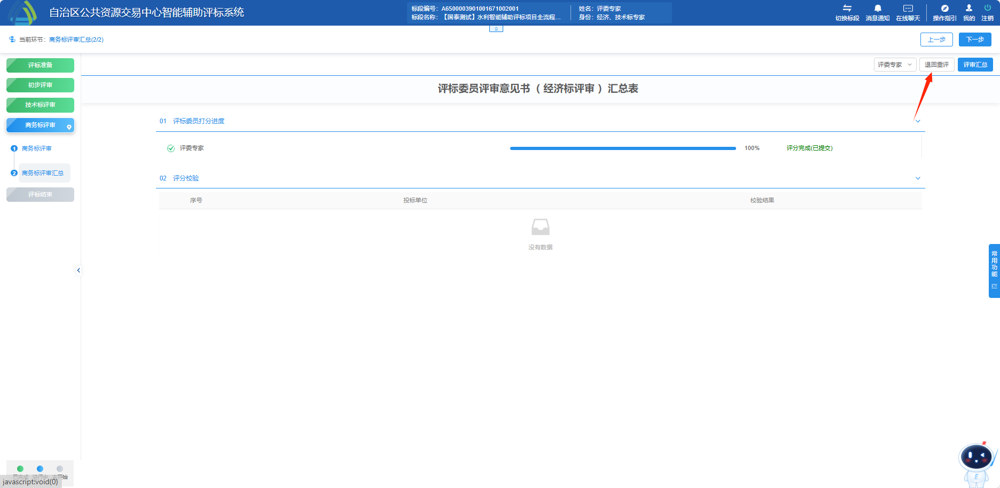 自治区公共资源交易中心智能辅助评标系统
标段编号： A6500003901001671002001
标段名称： 【国泰测试】水利智能辅助评标项目全流程...
姓名： 评委专家
身份： 经济、技术标专家
切换标段
消息通知
在线聊天
操作指引
我的
注销
当前环节： 商务标评审汇总(2/2)
上一步
下一步
评标准备
初步评审
技术标评审
商务标评审
1 商务标评审
2 商务标评审汇总
评标结束
评委专家
退回重评
评审汇总
评标委员评审意见书（经济标评审）汇总表
01 评标委员打分进度
评委专家 100% 评分完成(已提交)
02 评分校验
序号 投标单位 校验结果
没有数据
常用功能
已完成 进行中 未开始
javascript:void(0)
E